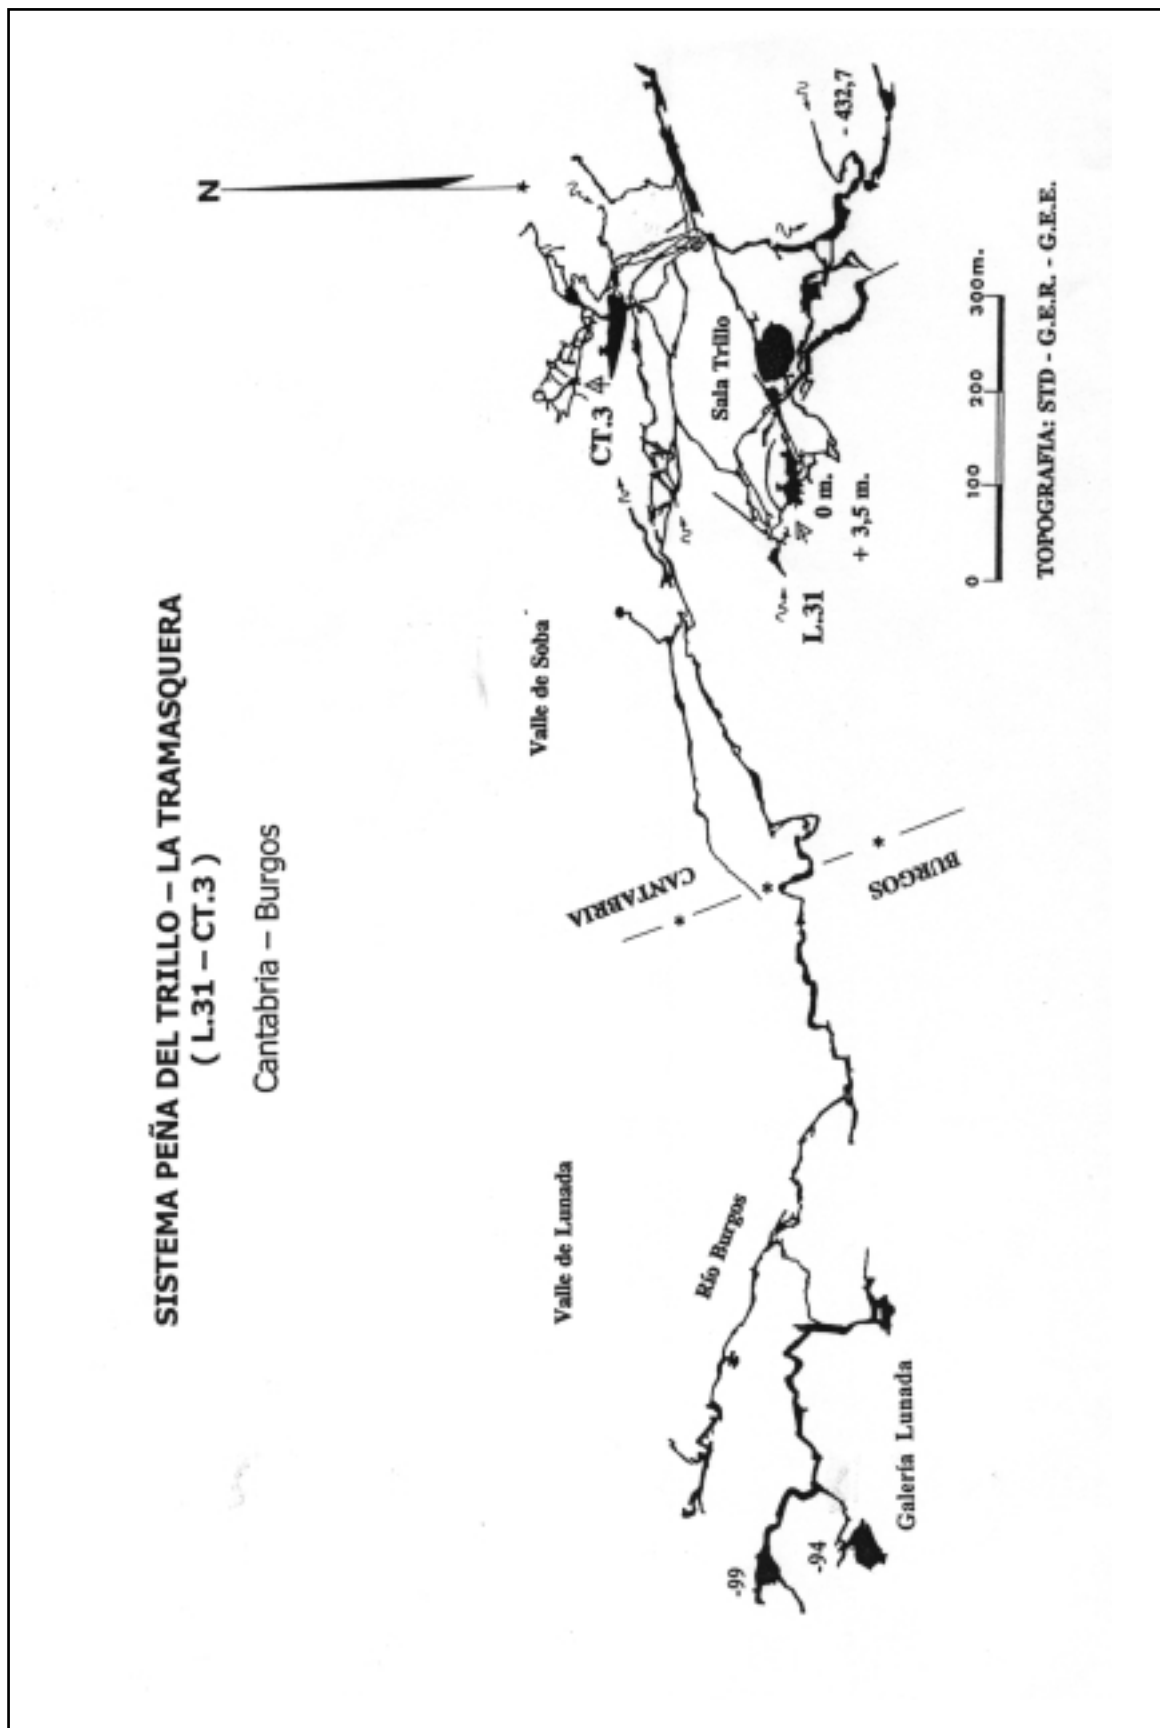 SISTEMA PEÑA DEL TRILLO – LA TRAMASQUERA
( L.31 – CT.3 )
Cantabria – Burgos
N
Valle de Lunada
Valle de Soba
CT.3
Río Burgos
CANTABRIA
BURGOS
Sala Trillo
-99
-94
Galería Lunada
L.31
0 m.
+ 3,5 m.
- 432,7
0 100 200 300m.
TOPOGRAFIA: STD - G.E.R. - G.E.E.